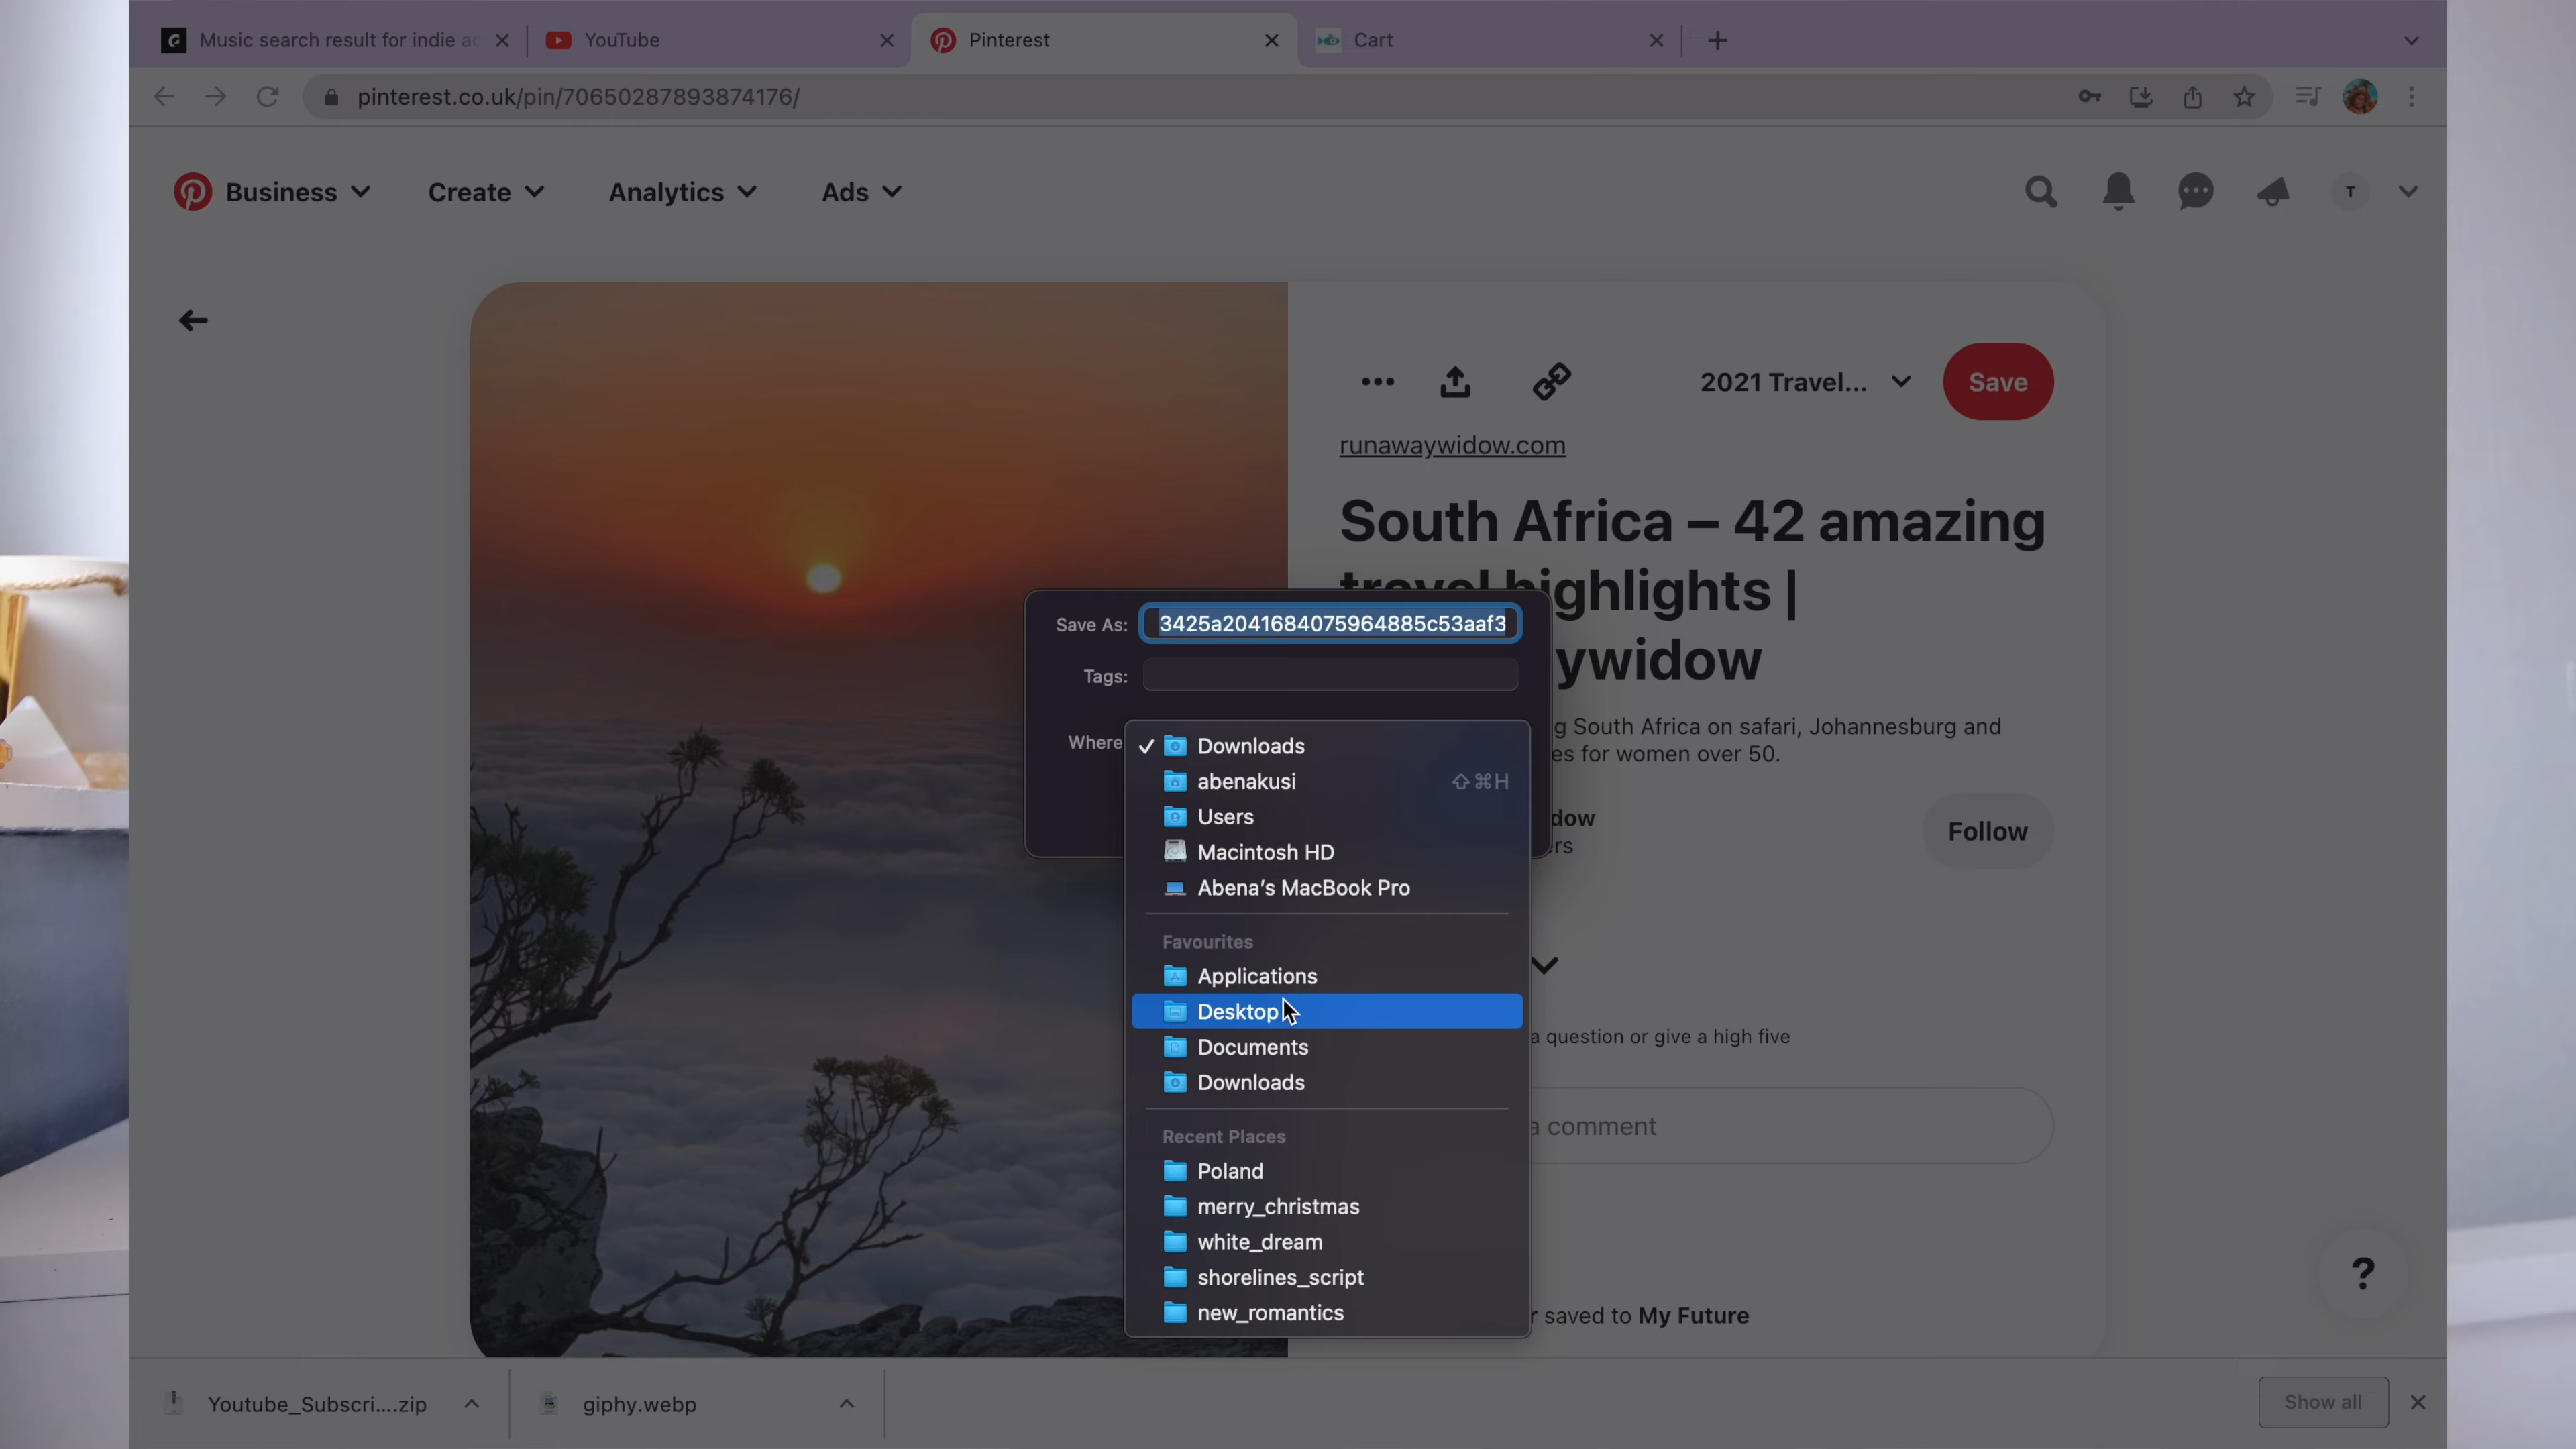 Music search result for indie ac
YouTube
Pinterest
Cart
pinterest.co.uk/pin/70650287893874176/
Business
Create
Analytics
Ads
T
2021 Travel...
Save
runawaywidow.com
South Africa – 42 amazing
travel highlights |
ywidow
g South Africa on safari, Johannesburg and
es for women over 50.
dow
rs
Follow
a question or give a high five
a comment
saved to My Future
?
Save As: 3425a2041684075964885c53aaf3
Tags:
Where
Downloads
abenakusi ⇧⌘H
Users
Macintosh HD
Abena's MacBook Pro
Favourites
Applications
Desktop
Documents
Downloads
Recent Places
Poland
merry_christmas
white_dream
shorelines_script
new_romantics
Youtube_Subscri....zip
giphy.webp
Show all